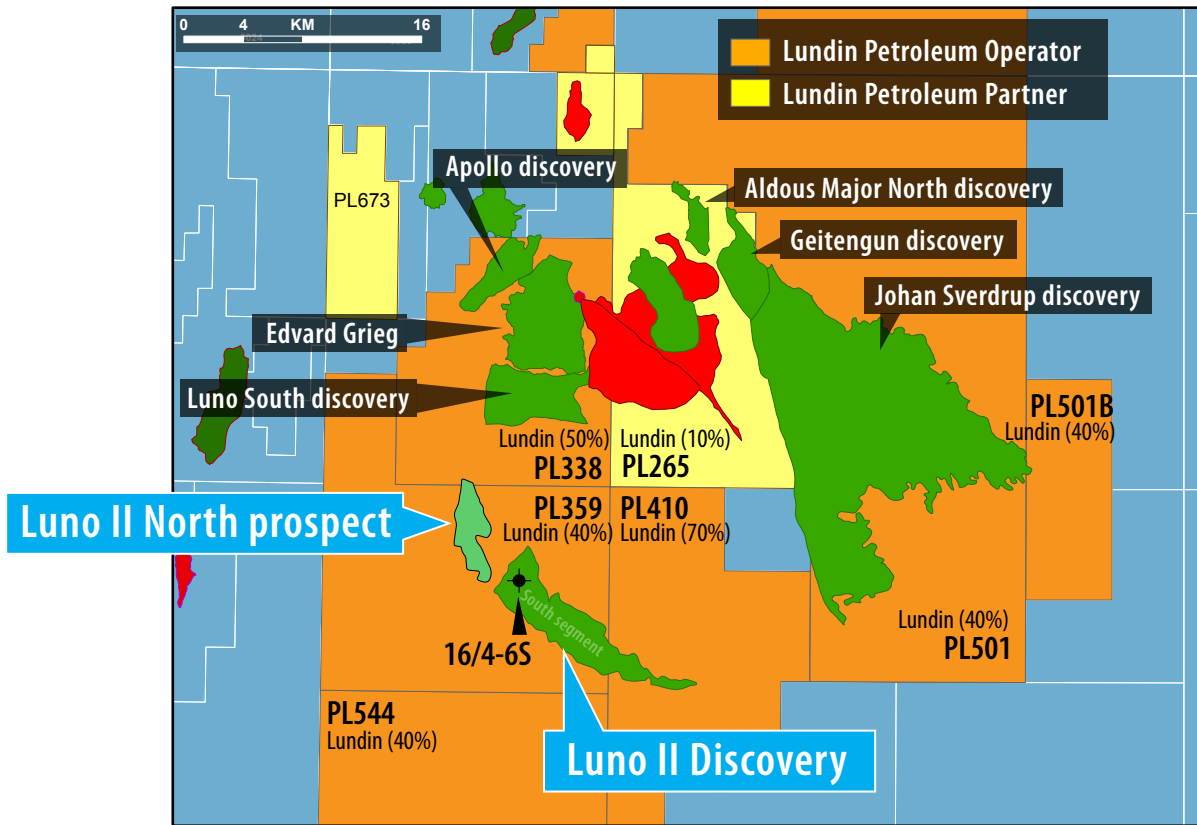 0 4 KM 16
Lundin Petroleum Operator
Lundin Petroleum Partner
Apollo discovery
Aldous Major North discovery
PL673
Geitengun discovery
Johan Sverdrup discovery
Edvard Grieg
Luno South discovery
PL501B
Lundin (40%)
Lundin (50%)
PL338
Lundin (10%)
PL265
Luno II North prospect
PL359
Lundin (40%)
PL410
Lundin (70%)
South segment
16/4-6S
Lundin (40%)
PL501
PL544
Lundin (40%)
Luno II Discovery